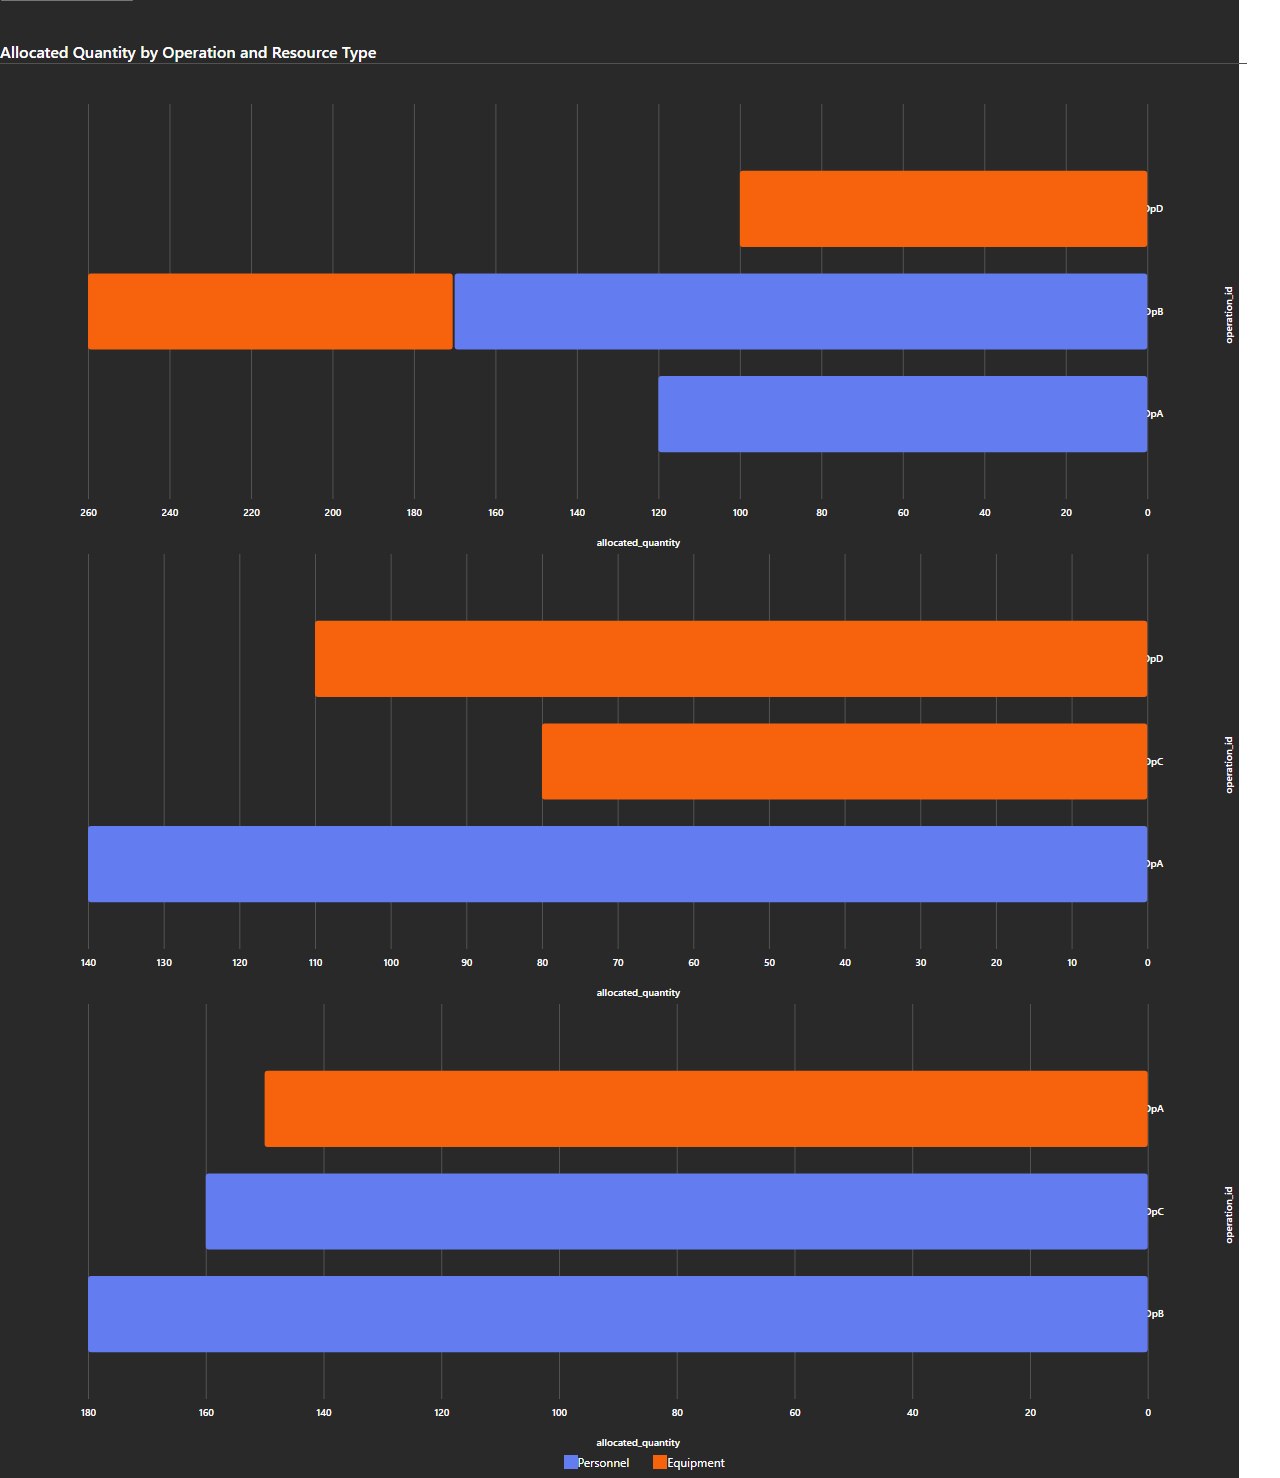 Allocated Quantity by Operation and Resource Type
OpD
OpB
OpA
operation_id
260 240 220 200 180 160 140 120 100 80 60 40 20 0
allocated_quantity
OpD
OpC
OpA
operation_id
140 130 120 110 100 90 80 70 60 50 40 30 20 10 0
allocated_quantity
OpA
OpC
OpB
operation_id
180 160 140 120 100 80 60 40 20 0
allocated_quantity
Personnel Equipment